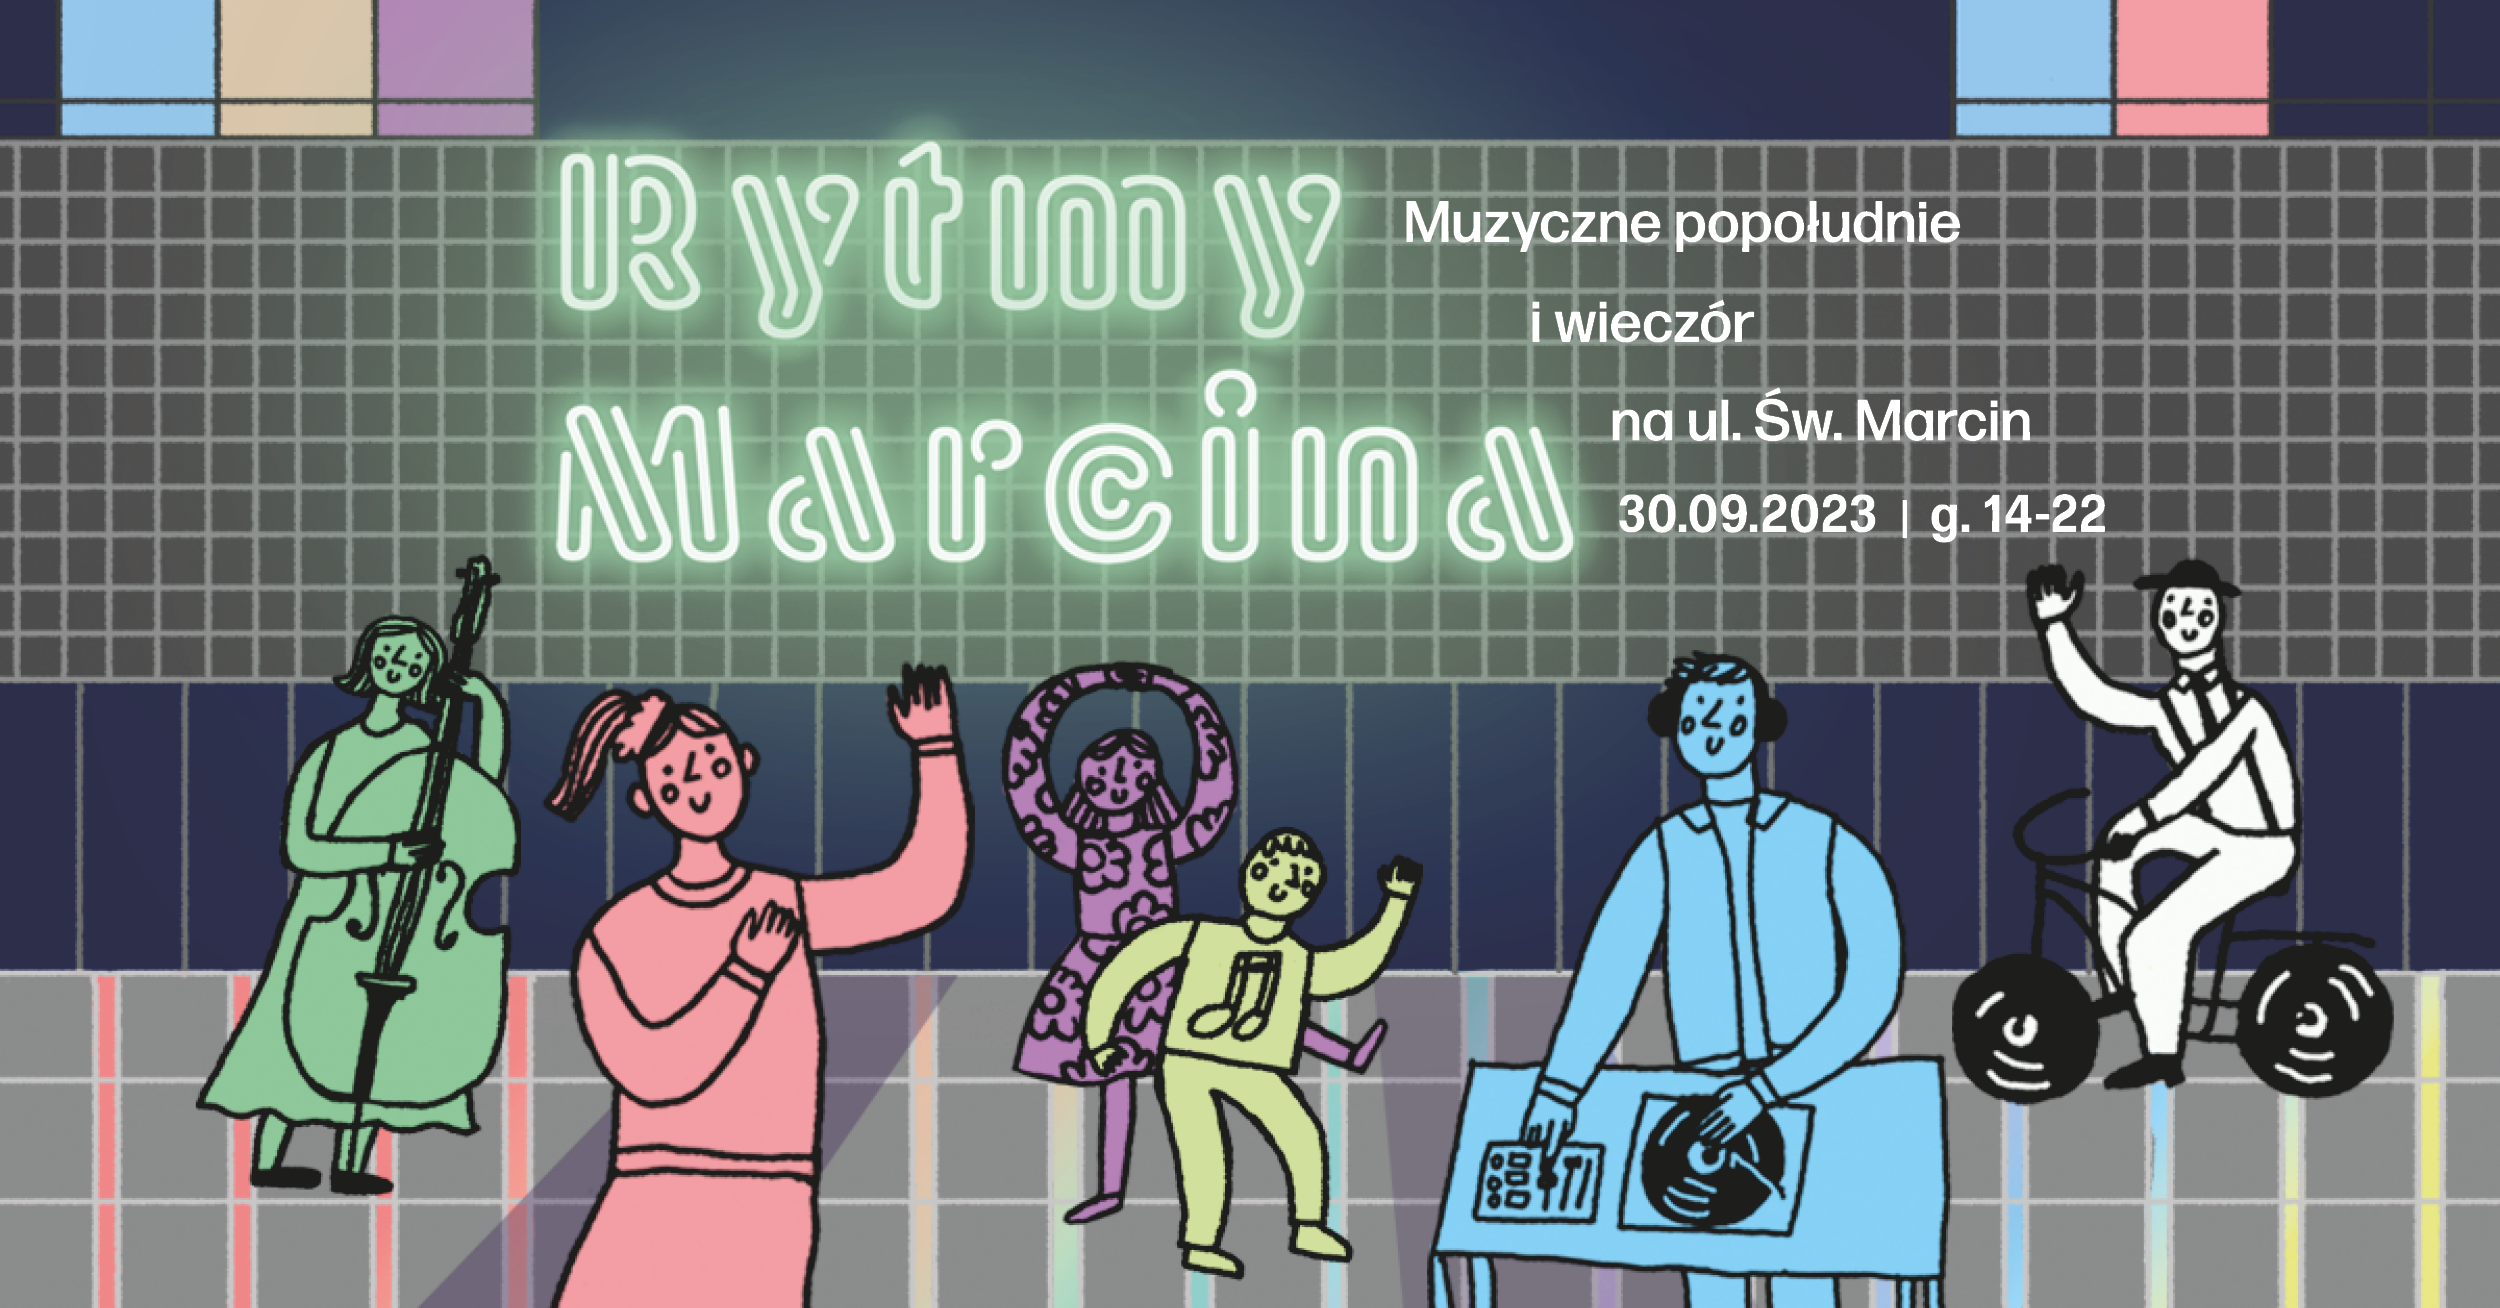 Rytmy
Marcina
Muzyczne popołudnie
i wieczór
na ul. Św. Marcin
30.09.2023 | g. 14-22